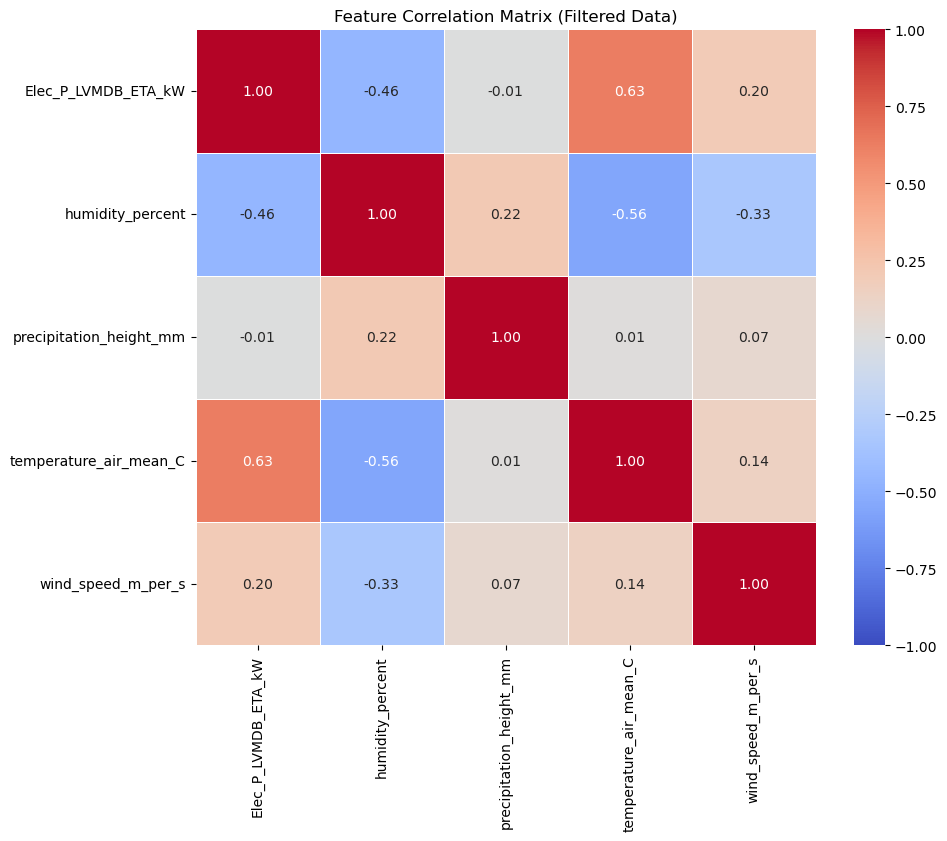 Feature Correlation Matrix (Filtered Data)
Elec_P_LVMDB_ETA_kW 1.00 -0.46 -0.01 0.63 0.20
humidity_percent -0.46 1.00 0.22 -0.56 -0.33
precipitation_height_mm -0.01 0.22 1.00 0.01 0.07
temperature_air_mean_C 0.63 -0.56 0.01 1.00 0.14
wind_speed_m_per_s 0.20 -0.33 0.07 0.14 1.00
Elec_P_LVMDB_ETA_kW
humidity_percent
precipitation_height_mm
temperature_air_mean_C
wind_speed_m_per_s
1.00
0.75
0.50
0.25
0.00
−0.25
−0.50
−0.75
−1.00